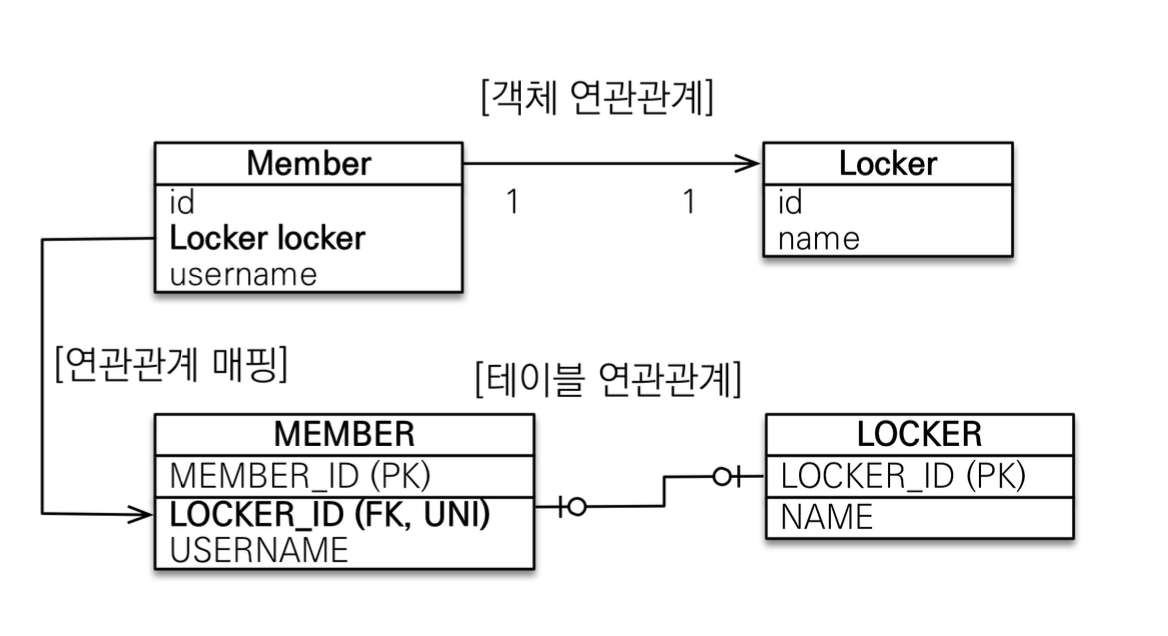 [객체 연관관계]
Member
Locker
id
Locker locker
username
1
1
id
name
[연관관계 매핑]
[테이블 연관관계]
MEMBER
MEMBER_ID (PK)
LOCKER_ID (FK, UNI)
USERNAME
LOCKER
LOCKER_ID (PK)
NAME